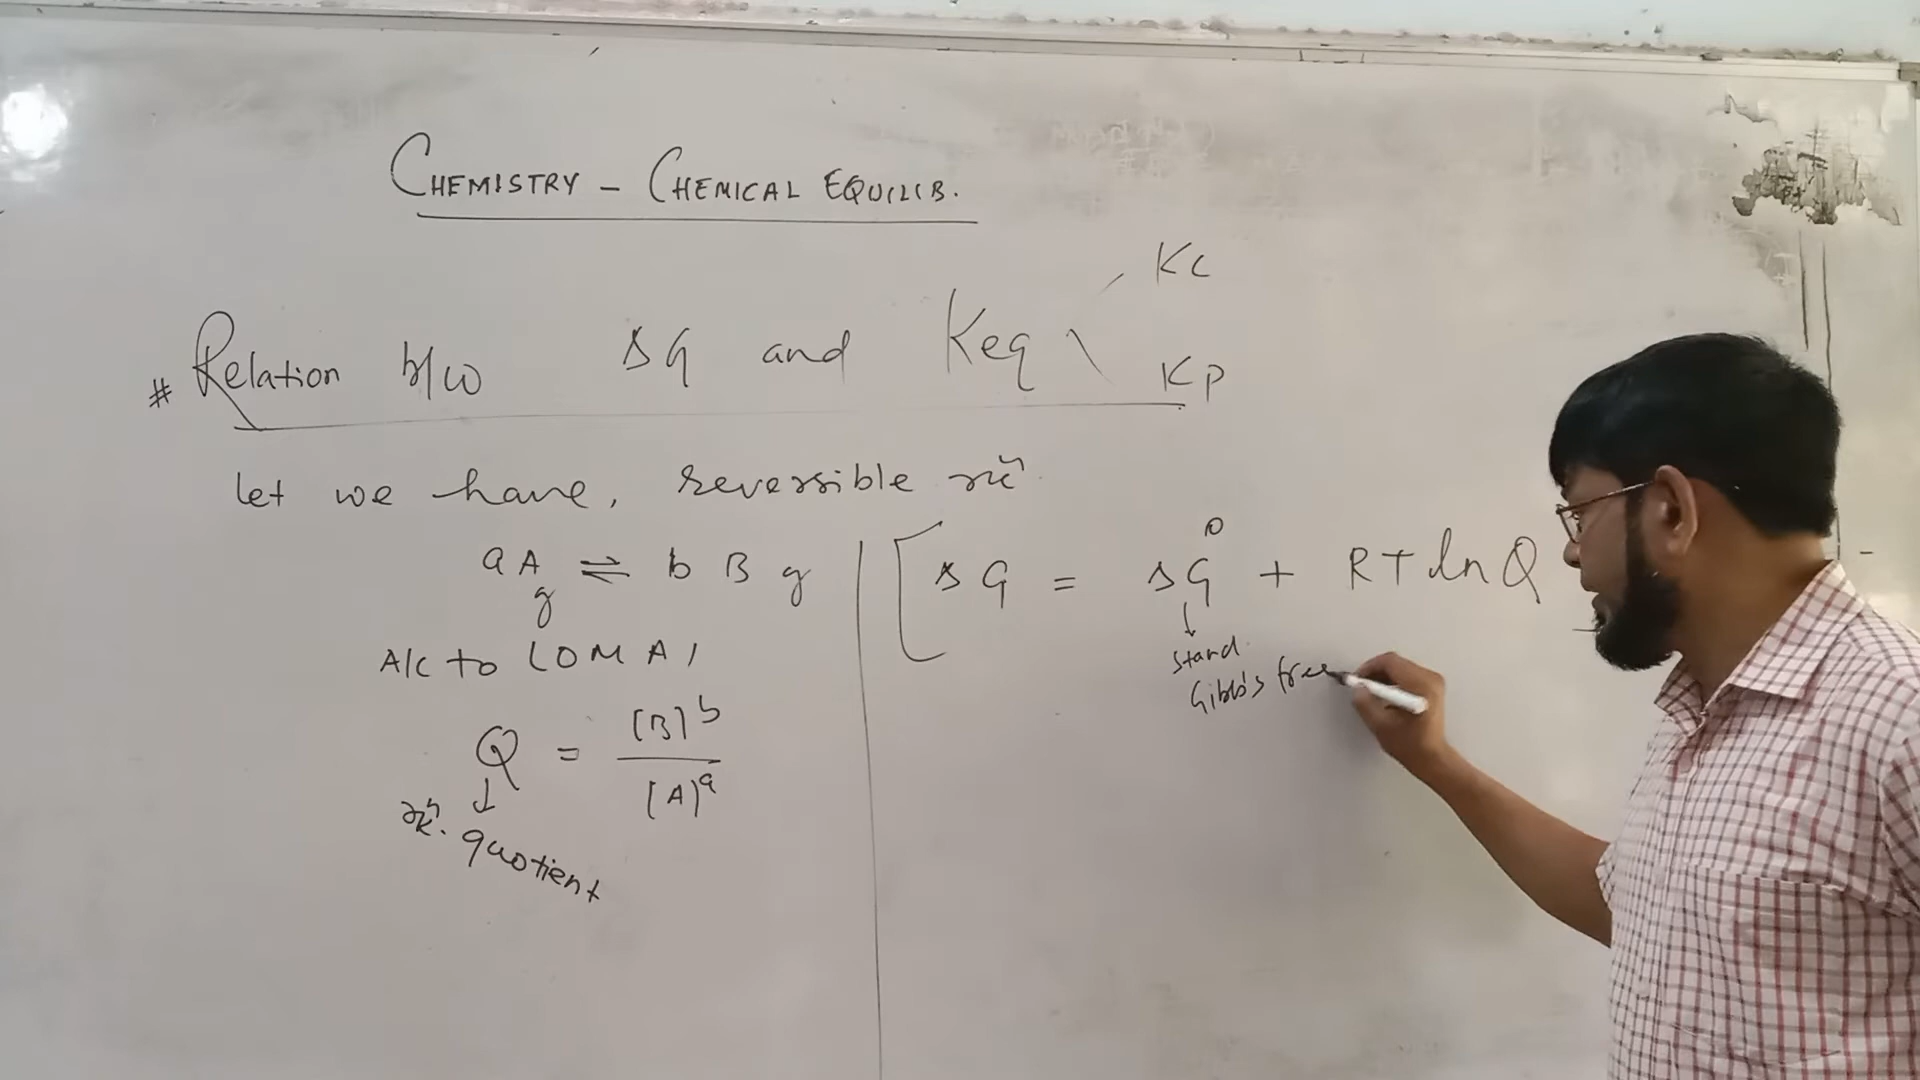 CHEMISTRY - CHEMICAL EQUILIB.
# Relation b/w ΔG and Keq
Kc
Kp
let we have, reversible rxⁿ.
aA g ⇌ bB g
A/c to LOMA,
Q = [B]ᵇ / [A]ᵃ
rxⁿ. quotient
ΔG = ΔG° + RT ln Q
↓
stand.
Gibb's free